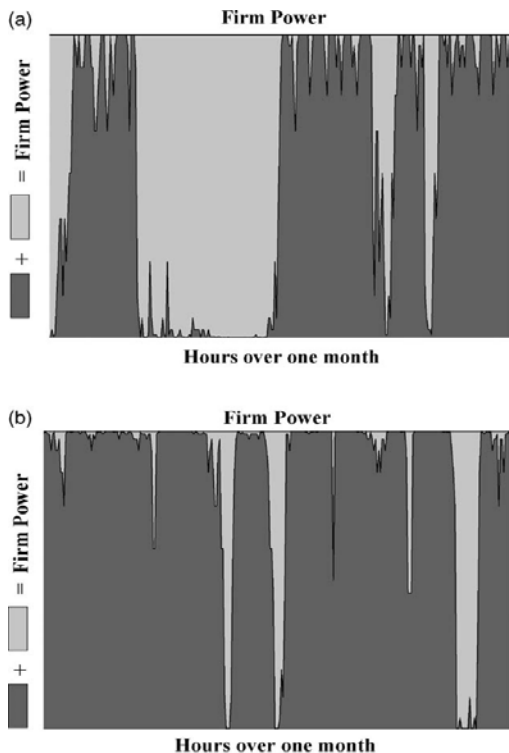 (a)
Firm Power
+ = Firm Power
Hours over one month
(b)
Firm Power
+ = Firm Power
Hours over one month